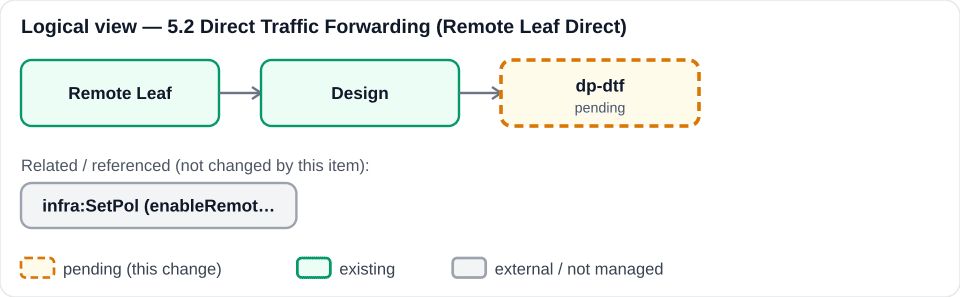 Logical view — 5.2 Direct Traffic Forwarding (Remote Leaf Direct)
Remote Leaf
Design
dp-dtf
pending
Related / referenced (not changed by this item):
infra:SetPol (enableRemot…
pending (this change)
existing
external / not managed